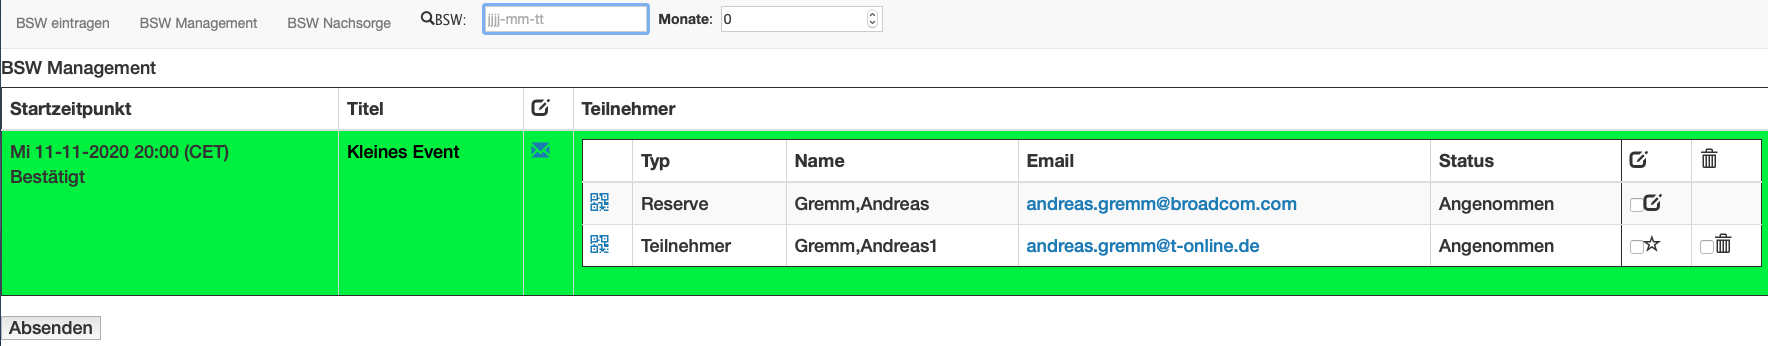 BSW eintragen BSW Management BSW Nachsorge BSW: jjjj-mm-tt Monate: 0
BSW Management
Startzeitpunkt Titel Teilnehmer
Mi 11-11-2020 20:00 (CET) Kleines Event
Bestätigt
Typ Name Email Status
Reserve Gremm,Andreas andreas.gremm@broadcom.com Angenommen
Teilnehmer Gremm,Andreas1 andreas.gremm@t-online.de Angenommen
Absenden